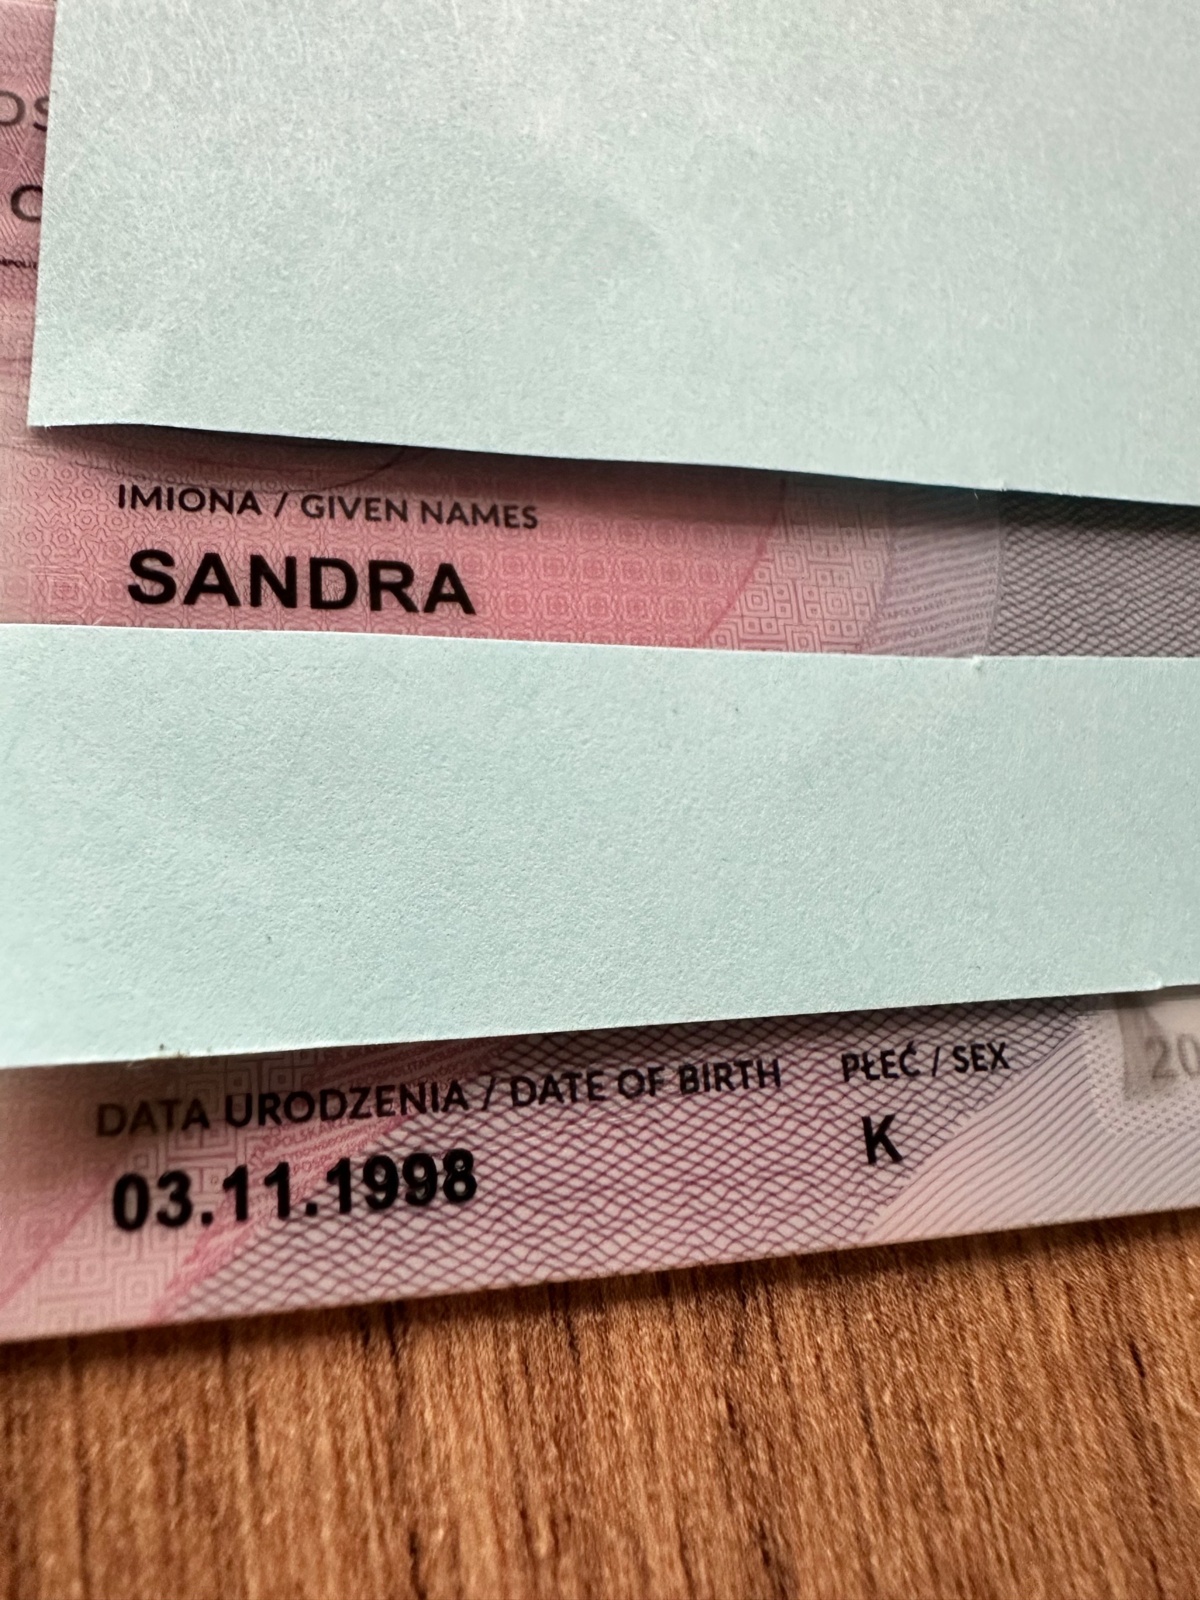 IMIONA / GIVEN NAMES
SANDRA
DATA URODZENIA / DATE OF BIRTH PŁEĆ / SEX
03.11.1998 K